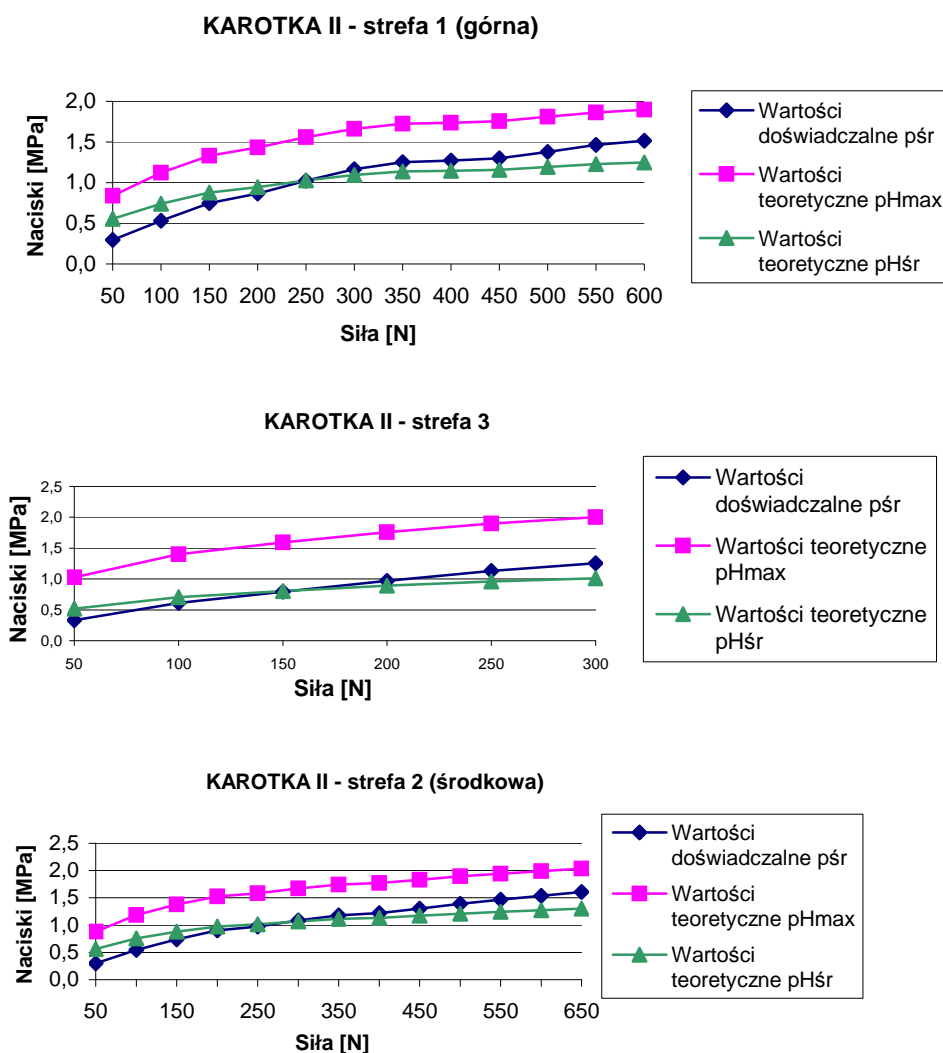 KAROTKA II - strefa 1 (górna)
Naciski [MPa]
2,0
1,5
1,0
0,5
0,0
50 100 150 200 250 300 350 400 450 500 550 600
Siła [N]
Wartości
doświadczalne pśr
Wartości
teoretyczne pHmax
Wartości
teoretyczne pHśr
KAROTKA II - strefa 3
Naciski [MPa]
2,5
2,0
1,5
1,0
0,5
0,0
50 100 150 200 250 300
Siła [N]
Wartości
doświadczalne pśr
Wartości teoretyczne
pHmax
Wartości teoretyczne
pHśr
KAROTKA II - strefa 2 (środkowa)
Naciski [MPa]
2,5
2,0
1,5
1,0
0,5
0,0
50 150 250 350 450 550 650
Siła [N]
Wartości
doświadczalne pśr
Wartości
teoretyczne pHmax
Wartości
teoretyczne pHśr